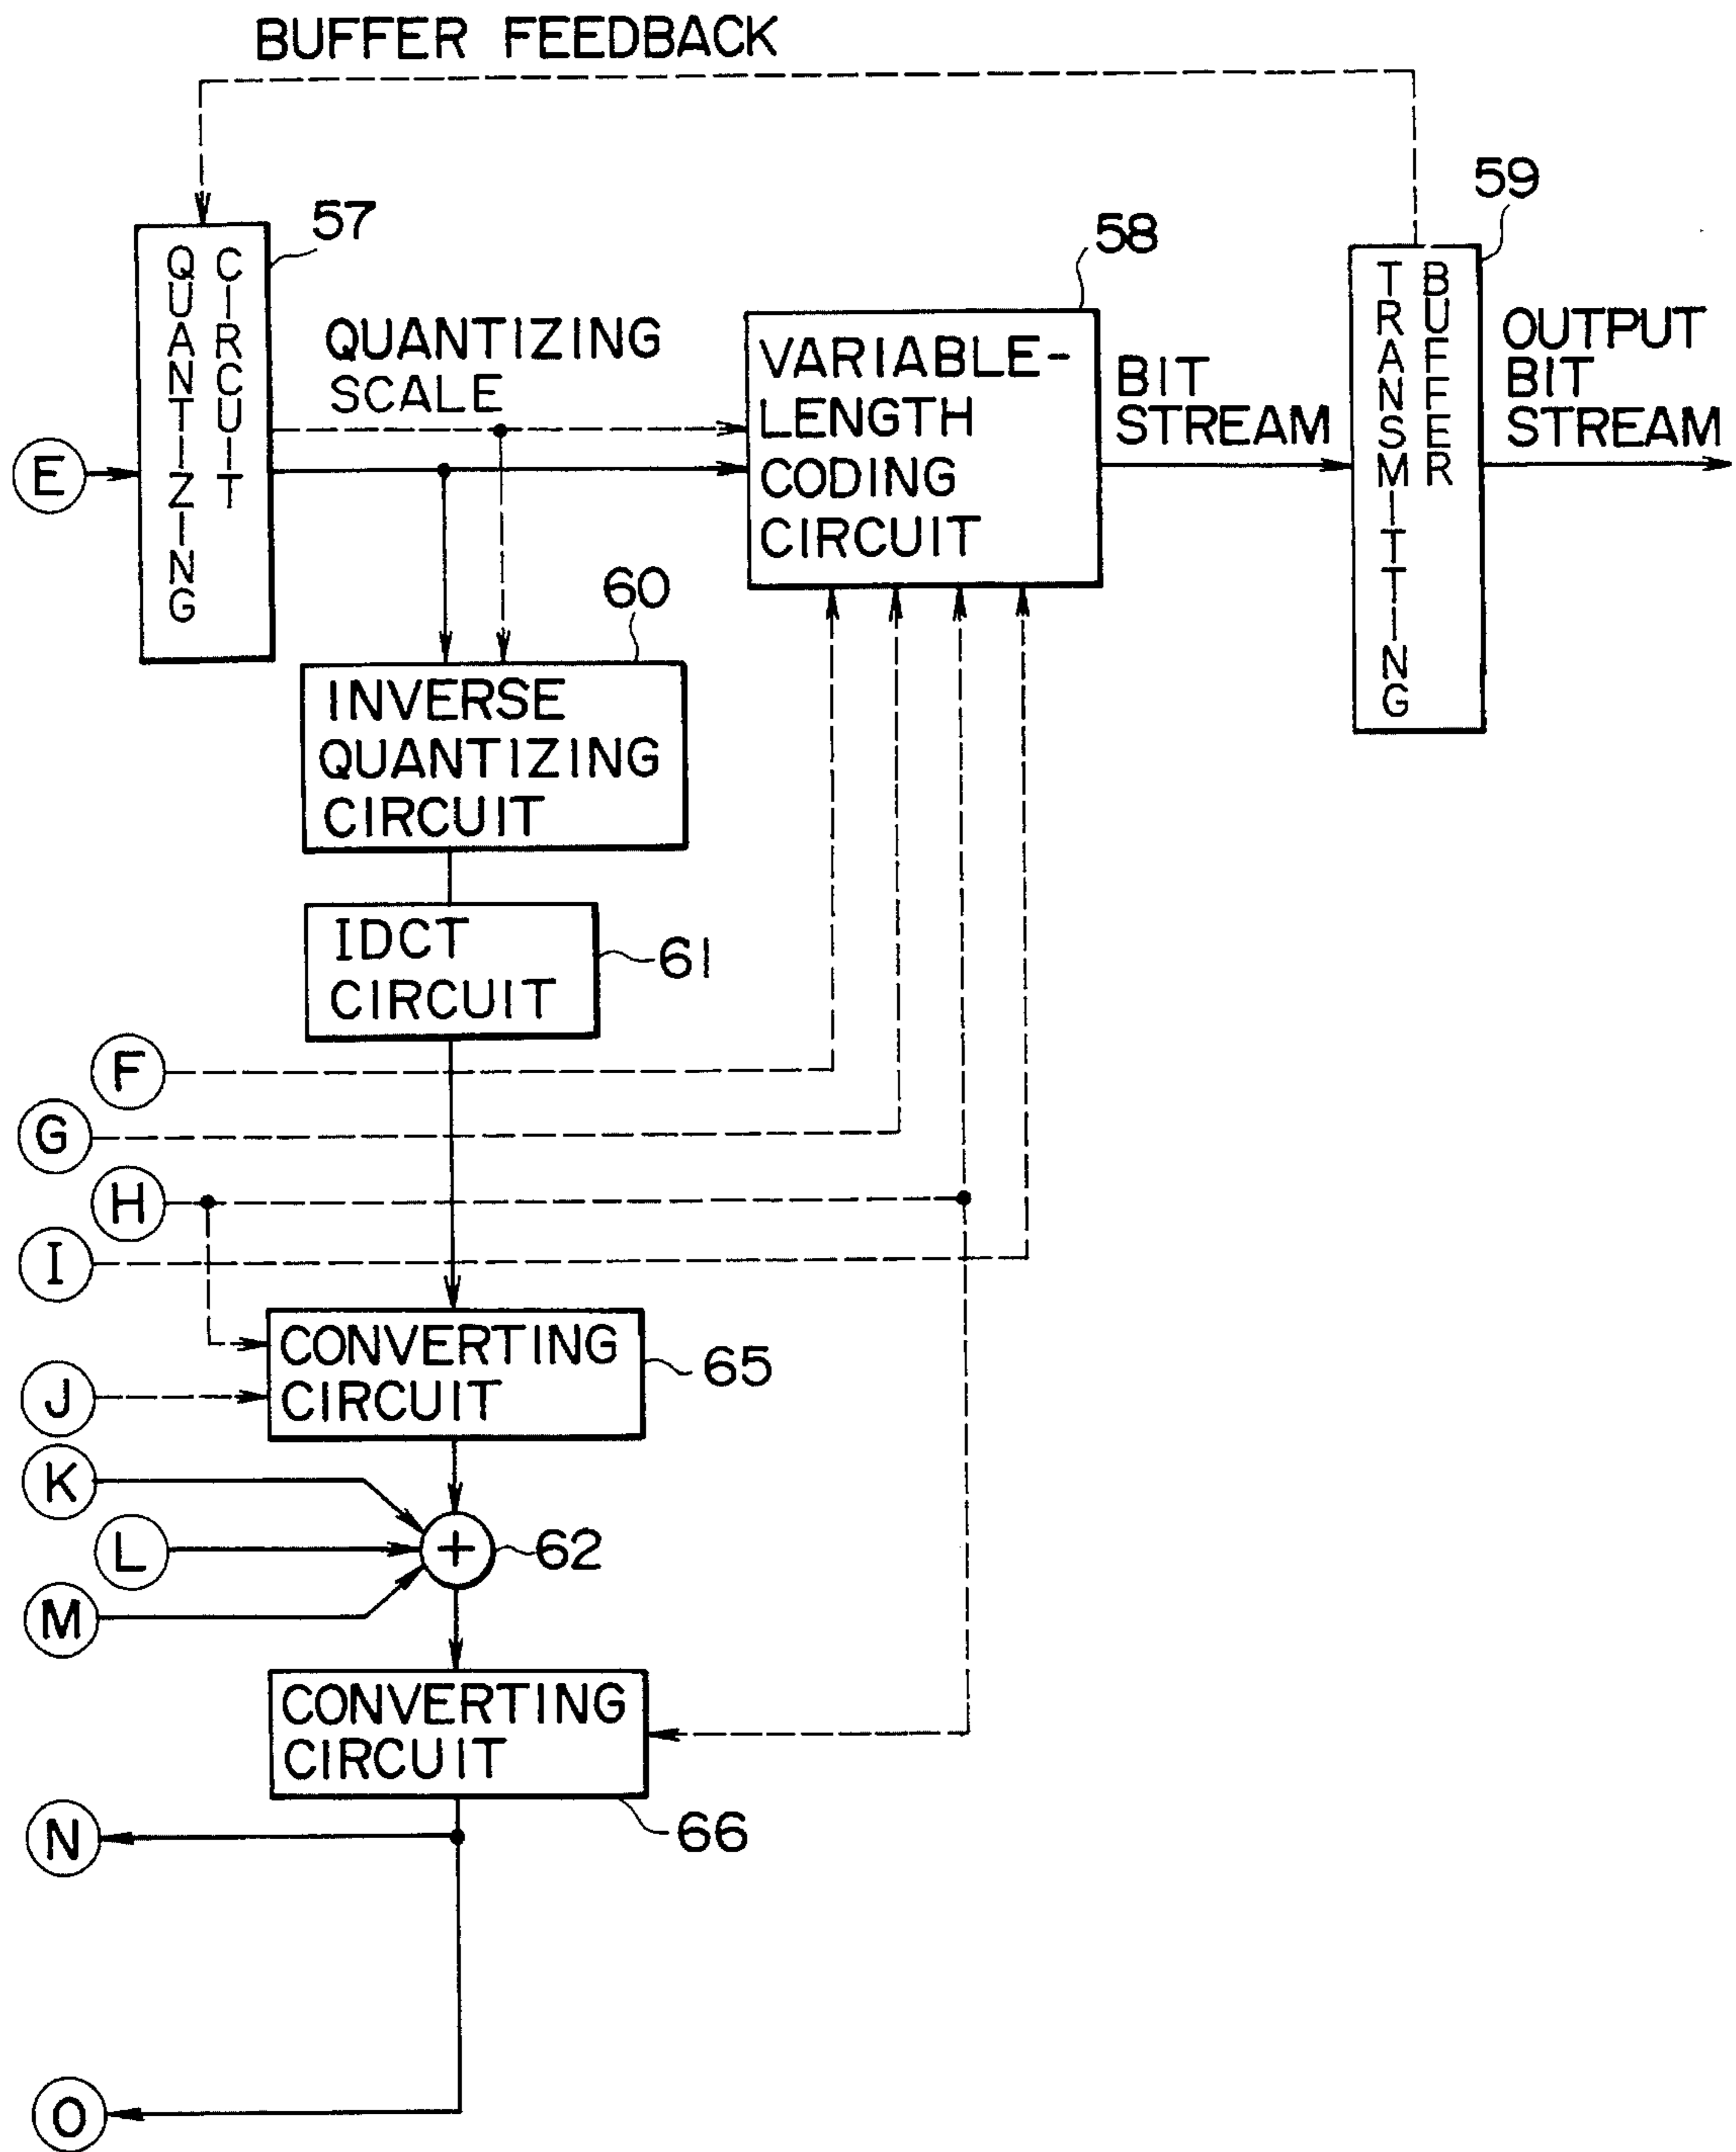 BUFFER FEEDBACK
57
QUANTIZING
CIRCUIT
QUANTIZING
SCALE
58
VARIABLE-
LENGTH
CODING
CIRCUIT
BIT
STREAM
59
TRANSMITTING
BUFFER
OUTPUT
BIT
STREAM
E
60
INVERSE
QUANTIZING
CIRCUIT
IDCT
CIRCUIT
61
F
G
H
I
CONVERTING
CIRCUIT
65
J
K
L
+
62
M
CONVERTING
CIRCUIT
66
N
O